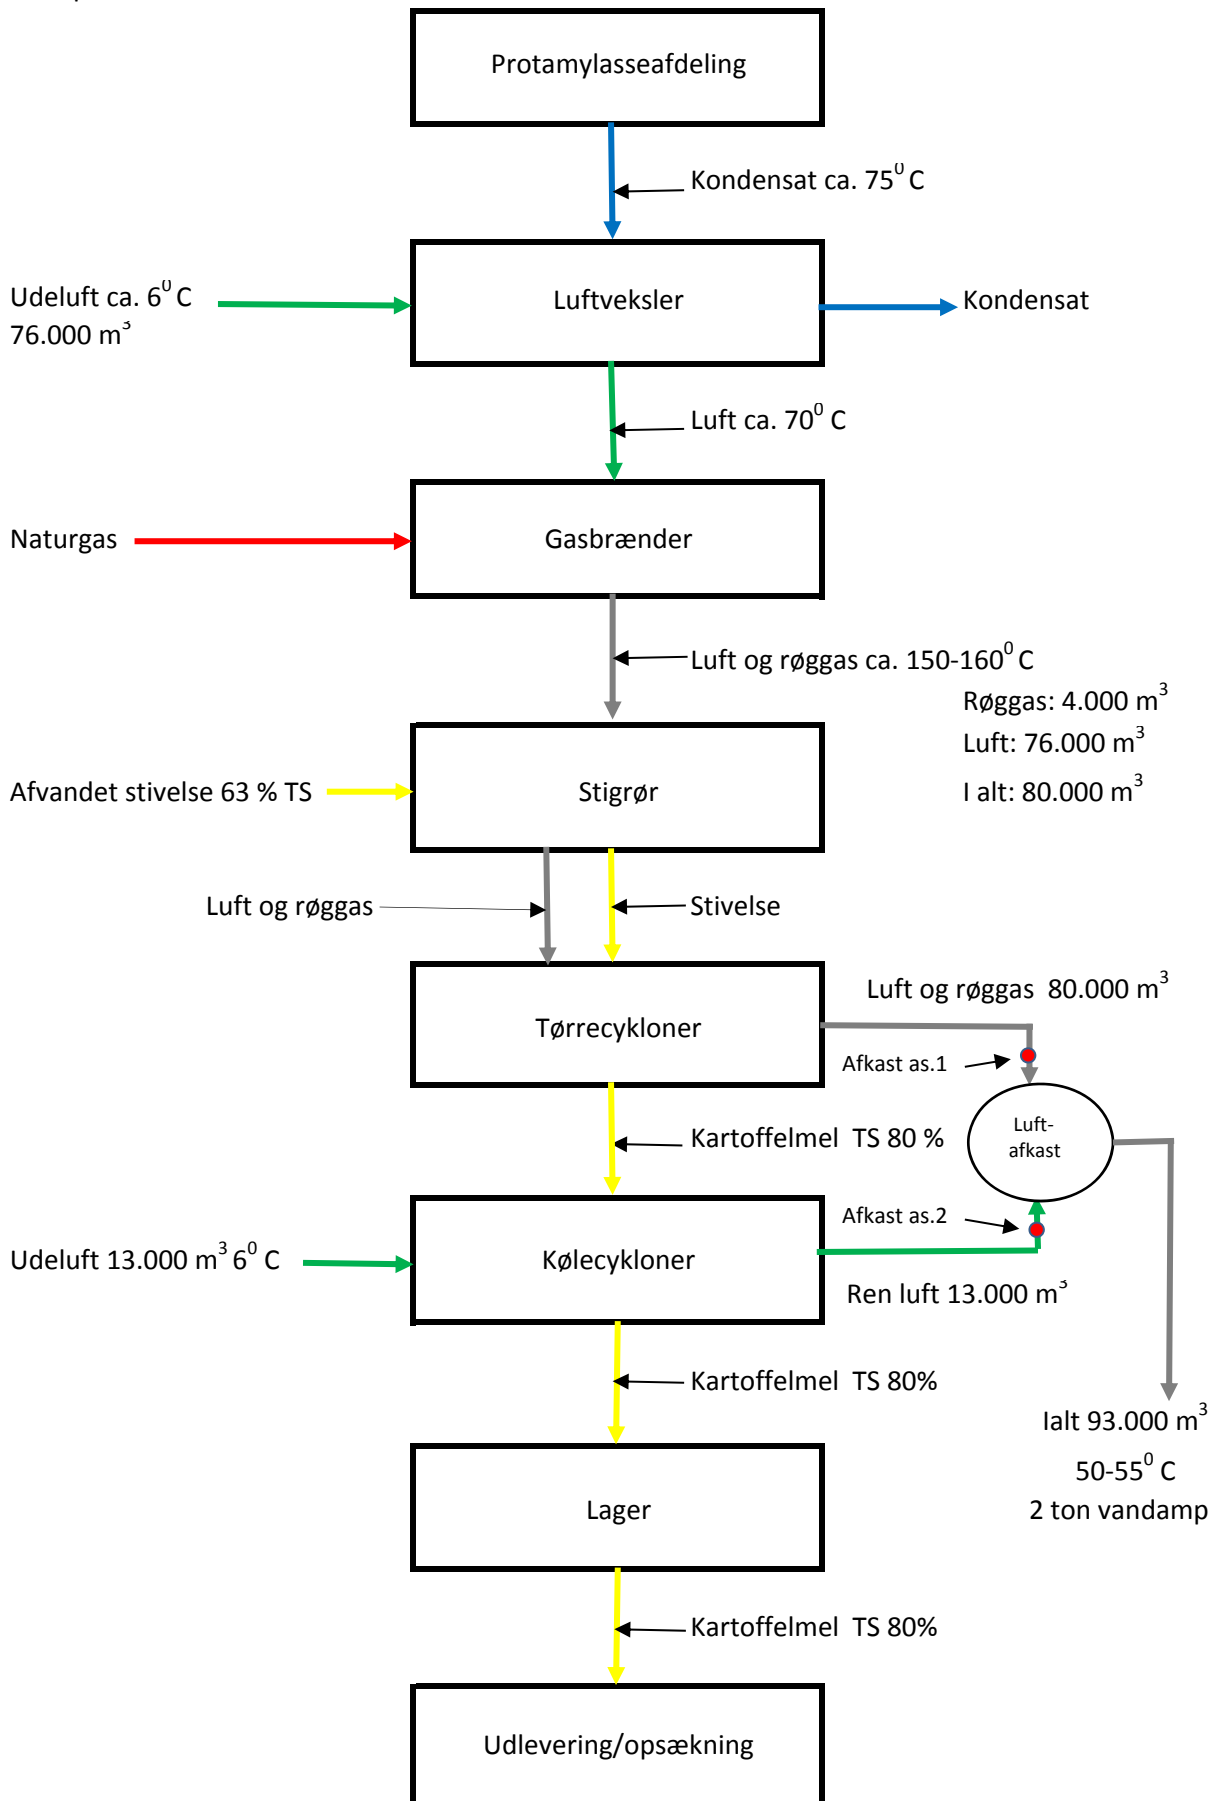 Protamylasseafdeling
Kondensat ca. 75⁰ C
Udeluft ca. 6⁰ C
76.000 m³
Luftveksler
Kondensat
Luft ca. 70⁰ C
Naturgas
Gasbrænder
Luft og røggas ca. 150-160⁰ C
Røggas: 4.000 m³
Luft: 76.000 m³
I alt: 80.000 m³
Afvandet stivelse 63 % TS
Stigrør
Luft og røggas
Stivelse
Luft og røggas 80.000 m³
Tørrecykloner
Afkast as.1
Luft-
afkast
Kartoffelmel TS 80 %
Afkast as.2
Udeluft 13.000 m³ 6⁰ C
Kølecykloner
Ren luft 13.000 m³
Kartoffelmel TS 80%
Ialt 93.000 m³
50-55⁰ C
2 ton vandamp
Lager
Kartoffelmel TS 80%
Udlevering/opsækning